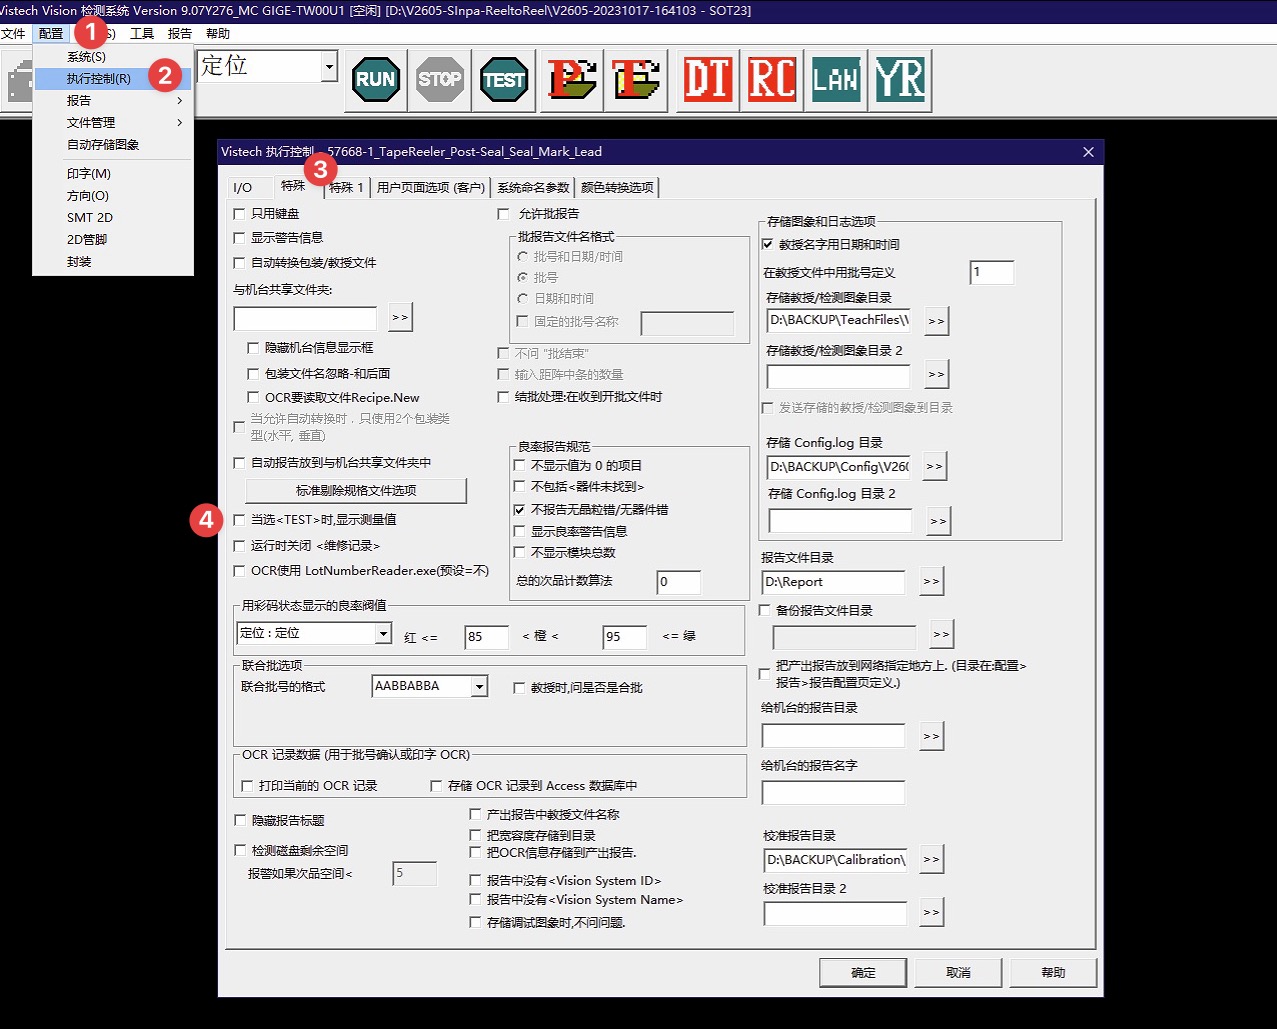 Vistech Vision 检测系统 Version 9.07Y276_MC GIGE-TW00U1 [空闲] [D:\V2605-SInpa-ReeltoReel\V2605-20231017-164103 - SOT23]
文件 配置 1 S) 工具 报告 帮助
系统(S)
执行控制(R) 2
报告
文件管理
自动存储图象
印字(M)
方向(O)
SMT 2D
2D管脚
封装
定位
RUN STOP TEST P T DT RC LAN YR
Vistech 执行控制 - 57668-1_TapeReeler_Post-Seal_Seal_Mark_Lead
3
I/O 特殊 特殊 1 用户页面选项 (客户) 系统命名参数 颜色转换选项
只用键盘
显示警告信息
自动转换包装/教授文件
与机台共享文件夹:
>>
隐藏机台信息显示框
包装文件名忽略-和后面
OCR要读取文件Recipe.New
当允许自动转换时，只使用2个包装类
型(水平, 垂直)
自动报告放到与机台共享文件夹中
标准剔除规格文件选项
4 当选<TEST>时,显示测量值
运行时关闭 <维修记录>
OCR使用 LotNumberReader.exe(预设=不)
允许批报告
批报告文件名格式
批号和日期/时间
批号
日期和时间
固定的批号名称
不问 "批结束"
输入距阵中条的数量
结批处理:在收到开批文件时
良率报告规范
不显示值为 0 的项目
不包括<器件未找到>
不报告无晶粒错/无器件错
显示良率警告信息
不显示模块总数
总的次品计数算法 0
用彩码状态显示的良率阀值
定位 : 定位 红 <= 85 < 橙 < 95 <= 绿
联合批选项
联合批号的格式 AABBABBA 教授时,问是否是合批
OCR 记录数据 (用于批号确认或印字 OCR)
打印当前的 OCR 记录 存储 OCR 记录到 Access 数据库中
隐藏报告标题
检测磁盘剩余空间
报警如果次品空间< 5
产出报告中教授文件名称
把宽容度存储到目录
把OCR信息存储到产出报告.
报告中没有<Vision System ID>
报告中没有<Vision System Name>
存储调试图象时,不问问题.
存储图象和日志选项
教授名字用日期和时间
在教授文件中用批号定义 1
存储教授/检测图象目录
D:\BACKUP\TeachFiles\ >>
存储教授/检测图象目录 2
>>
发送存储的教授/检测图象到目录
存储 Config.log 目录
D:\BACKUP\Config\V260 >>
存储 Config.log 目录 2
>>
报告文件目录
D:\Report >>
备份报告文件目录
>>
把产出报告放到网络指定地方上. (目录在:配置>
报告>报告配置页定义.)
给机台的报告目录
>>
给机台的报告名字
校准报告目录
D:\BACKUP\Calibration\ >>
校准报告目录 2
>>
确定 取消 帮助